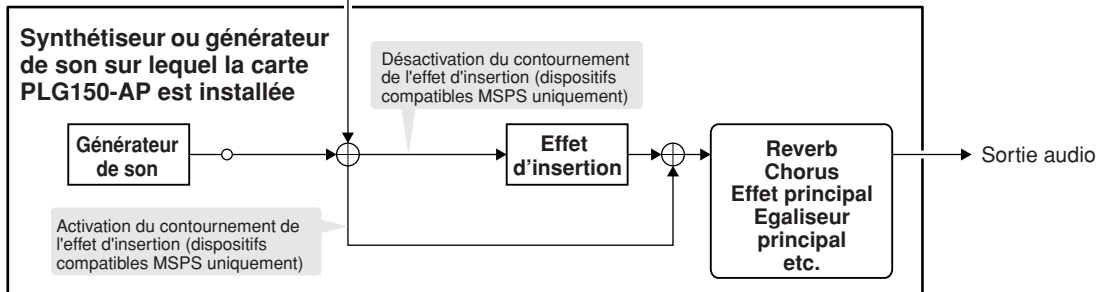 Synthétiseur ou générateur
de son sur lequel la carte
PLG150-AP est installée
Désactivation du contournement
de l'effet d'insertion (dispositifs
compatibles MSPS uniquement)
Générateur
de son
Effet
d'insertion
Reverb
Chorus
Effet principal
Egaliseur
principal
etc.
Sortie audio
Activation du contournement de
l'effet d'insertion (dispositifs
compatibles MSPS uniquement)